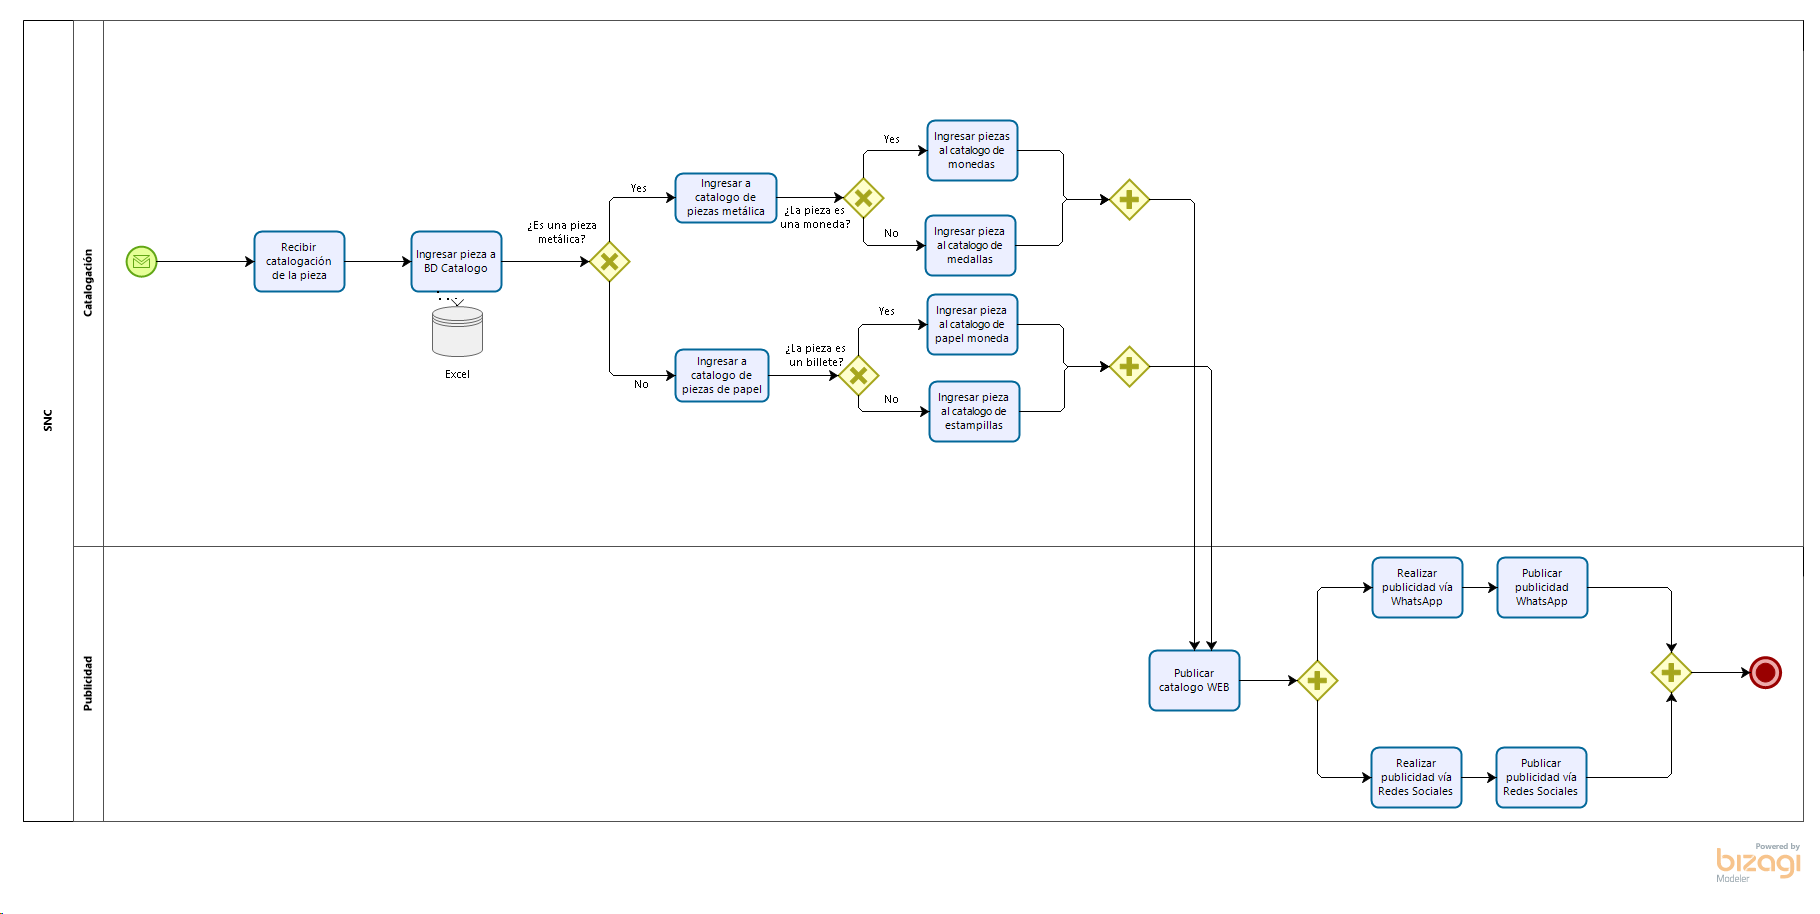 SNC
Catalogación
Recibir
catalogación
de la pieza
Ingresar pieza a
BD Catalogo
Excel
¿Es una pieza
metálica?
Yes
No
Ingresar a
catalogo de
piezas metálica
¿La pieza es
una moneda?
Yes
No
Ingresar piezas
al catalogo de
monedas
Ingresar pieza
al catalogo de
medallas
Ingresar a
catalogo de
piezas de papel
¿La pieza es
un billete?
Yes
No
Ingresar pieza
al catalogo de
papel moneda
Ingresar pieza
al catalogo de
estampillas
Publicidad
Publicar
catalogo WEB
Realizar
publicidad vía
WhatsApp
Publicar
publicidad
WhatsApp
Realizar
publicidad vía
Redes Sociales
Publicar
publicidad vía
Redes Sociales
Powered by
bizagi
Modeler